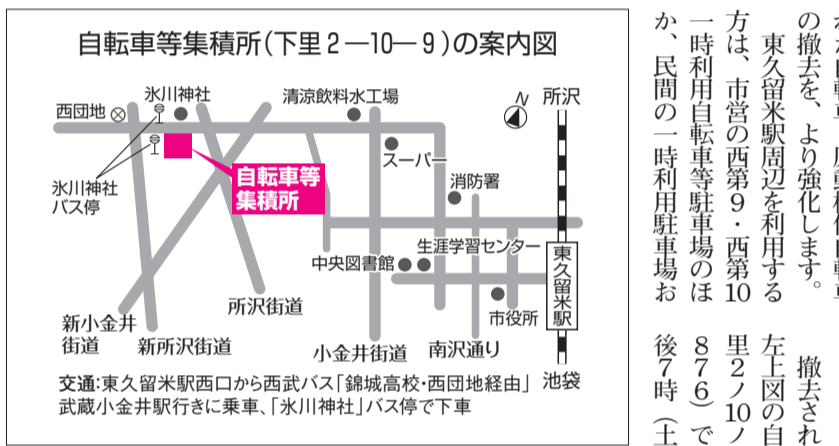 自転車等集積所(下里2―10―9)の案内図
西団地
氷川神社
清涼飲料水工場
N
所沢
スーパー
自転車等
集積所
消防署
氷川神社
バス停
生涯学習センター
中央図書館
東久留米駅
市役所
所沢街道
新小金井
街道
新所沢街道
小金井街道
南沢通り
池袋
交通:東久留米駅西口から西武バス「錦城高校・西団地経由」
武蔵小金井駅行きに乗車、「氷川神社」バス停で下車
の撤去を、より強化します。
東久留米駅周辺を利用する
方は、市営の西第9・西第10
一時利用自転車等駐車場のほ
か、民間の一時利用駐車場お
撤去され
左上図の自
里2ノ10ノ
876)で
後7時(土